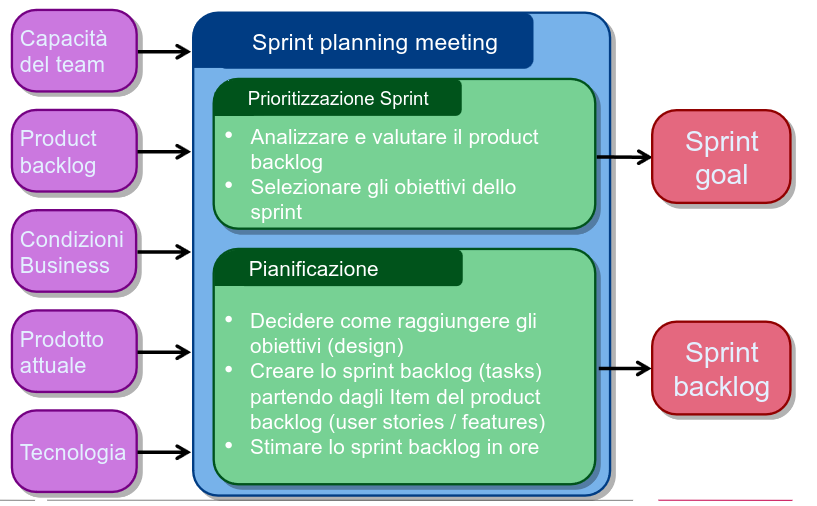 Capacità
del team
Product
backlog
Condizioni
Business
Prodotto
attuale
Tecnologia
Sprint planning meeting
Prioritizzazione Sprint
• Analizzare e valutare il product
backlog
• Selezionare gli obiettivi dello
sprint
Pianificazione
• Decidere come raggiungere gli
obiettivi (design)
• Creare lo sprint backlog (tasks)
partendo dagli Item del product
backlog (user stories / features)
• Stimare lo sprint backlog in ore
Sprint
goal
Sprint
backlog